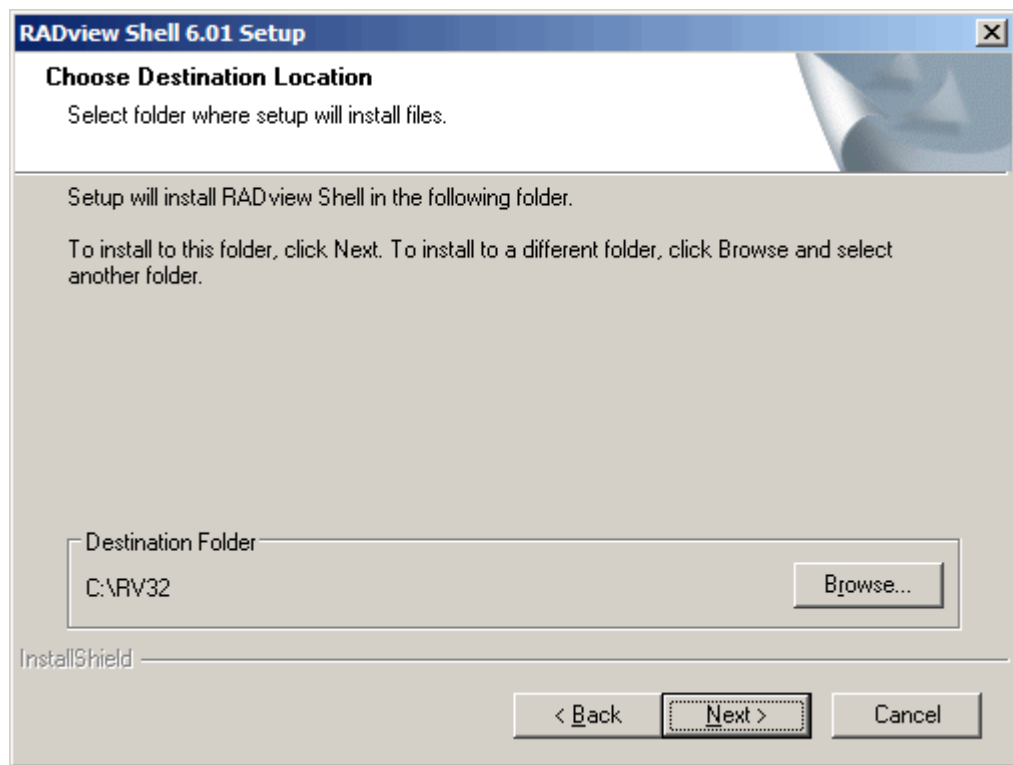 RADview Shell 6.01 Setup
Choose Destination Location
Select folder where setup will install files.
Setup will install RADview Shell in the following folder.
To install to this folder, click Next. To install to a different folder, click Browse and select
another folder.
Destination Folder
C:\RV32
Browse...
InstallShield
< Back
Next >
Cancel